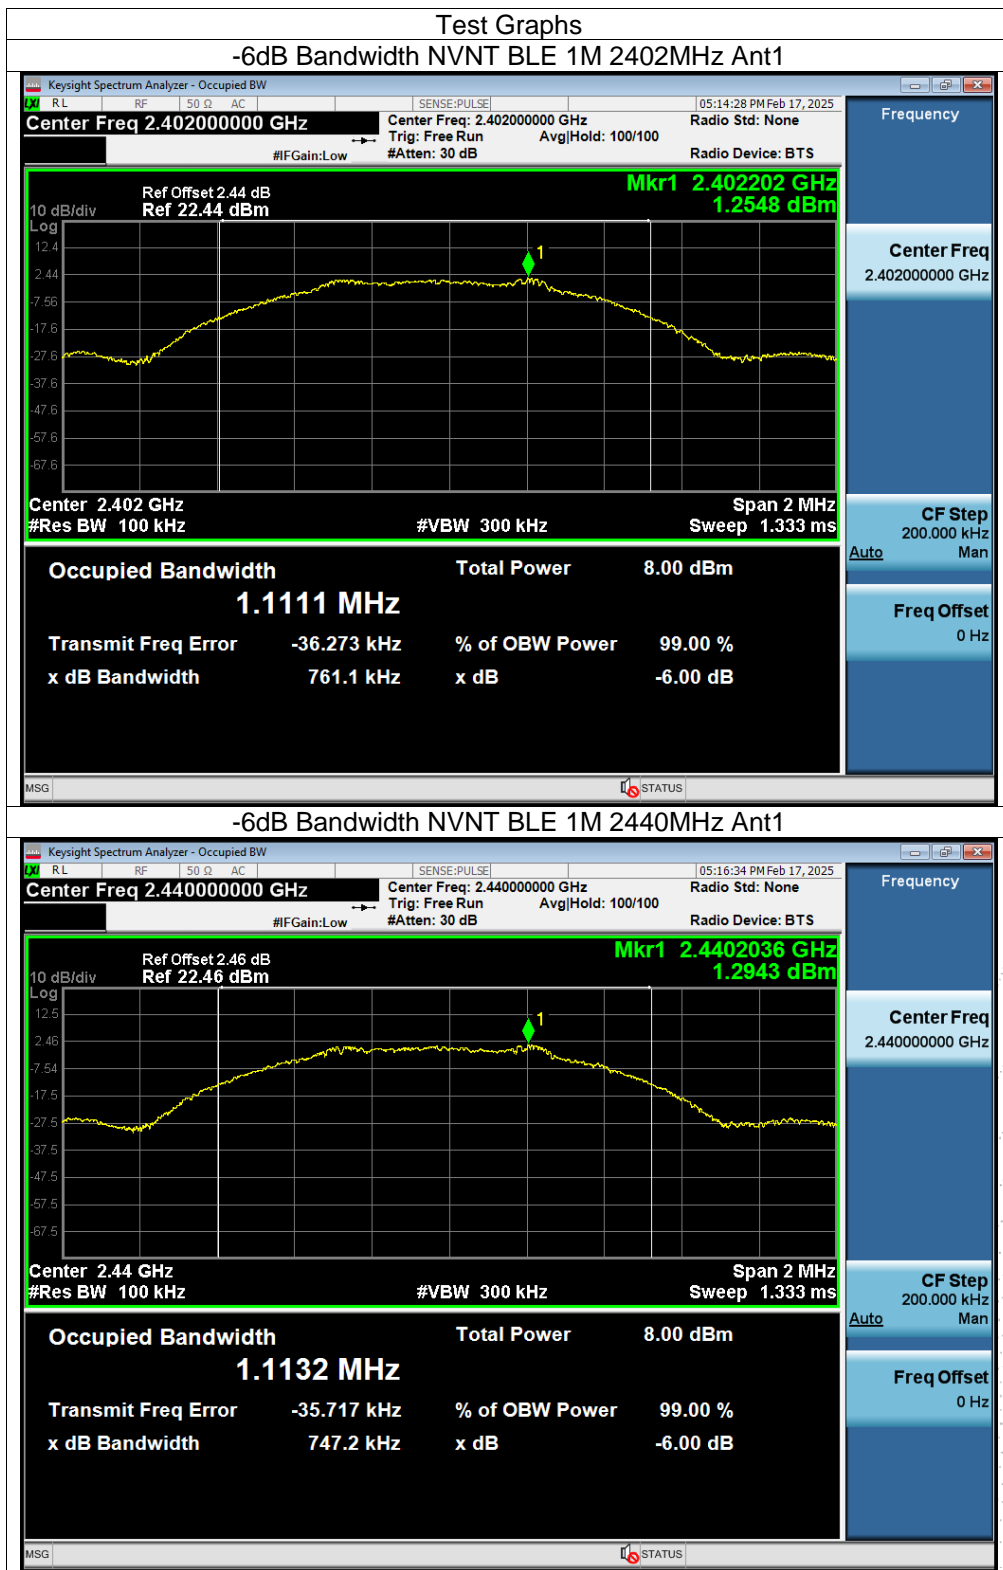 Test Graphs
-6dB Bandwidth NVNT BLE 1M 2402MHz Ant1
Keysight Spectrum Analyzer - Occupied BW
LXI RL RF 50 Ω AC SENSE:PULSE 05:14:28 PM Feb 17, 2025
Center Freq 2.402000000 GHz
Center Freq: 2.402000000 GHz
Radio Std: None
Trig: Free Run Avg|Hold: 100/100
#IFGain:Low #Atten: 30 dB Radio Device: BTS
Frequency
Mkr1 2.402202 GHz
1.2548 dBm
Ref Offset 2.44 dB
10 dB/div Ref 22.44 dBm
Log
12.4
2.44
-7.56
-17.6
-27.6
-37.6
-47.6
-57.6
-67.6
1
Center 2.402 GHz Span 2 MHz
#Res BW 100 kHz #VBW 300 kHz Sweep 1.333 ms
Center Freq
2.402000000 GHz
CF Step
200.000 kHz
Auto Man
Freq Offset
0 Hz
Occupied Bandwidth Total Power 8.00 dBm
1.1111 MHz
Transmit Freq Error -36.273 kHz % of OBW Power 99.00 %
x dB Bandwidth 761.1 kHz x dB -6.00 dB
MSG STATUS
-6dB Bandwidth NVNT BLE 1M 2440MHz Ant1
Keysight Spectrum Analyzer - Occupied BW
LXI RL RF 50 Ω AC SENSE:PULSE 05:16:34 PM Feb 17, 2025
Center Freq 2.440000000 GHz
Center Freq: 2.440000000 GHz
Radio Std: None
Trig: Free Run Avg|Hold: 100/100
#IFGain:Low #Atten: 30 dB Radio Device: BTS
Frequency
Mkr1 2.4402036 GHz
1.2943 dBm
Ref Offset 2.46 dB
10 dB/div Ref 22.46 dBm
Log
12.5
2.46
-7.54
-17.5
-27.5
-37.5
-47.5
-57.5
-67.5
1
Center 2.44 GHz Span 2 MHz
#Res BW 100 kHz #VBW 300 kHz Sweep 1.333 ms
Center Freq
2.440000000 GHz
CF Step
200.000 kHz
Auto Man
Freq Offset
0 Hz
Occupied Bandwidth Total Power 8.00 dBm
1.1132 MHz
Transmit Freq Error -35.717 kHz % of OBW Power 99.00 %
x dB Bandwidth 747.2 kHz x dB -6.00 dB
MSG STATUS